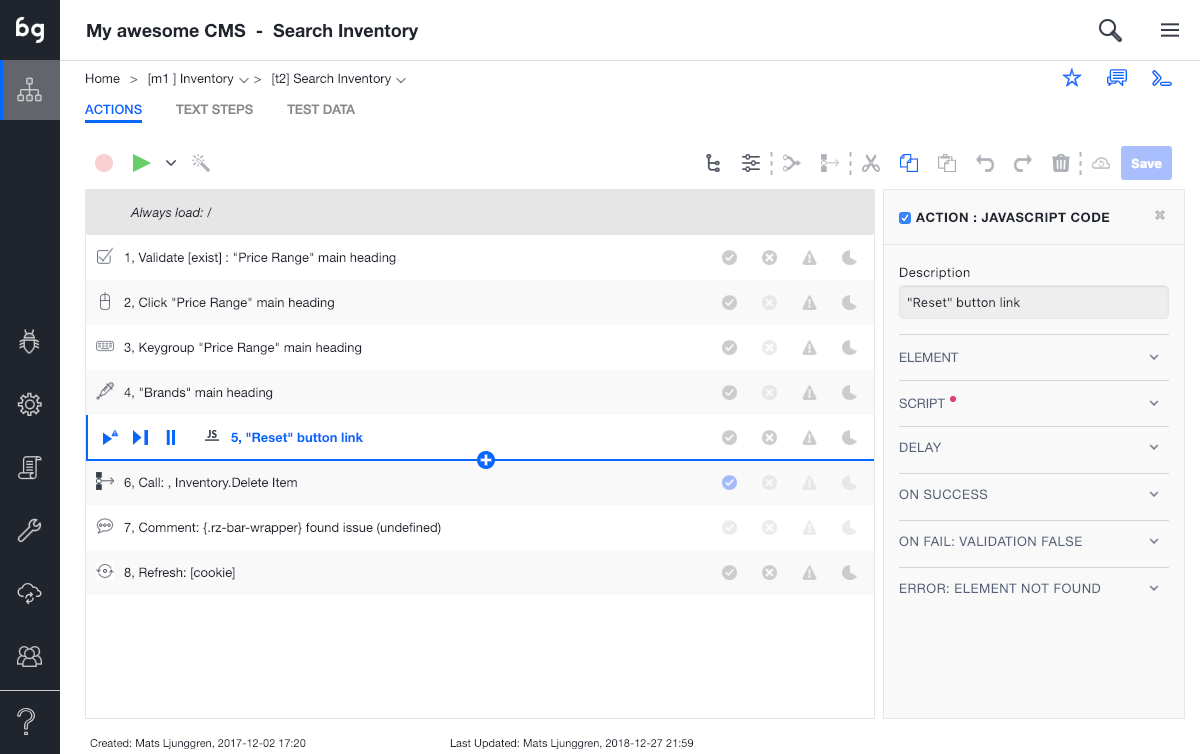 bg
My awesome CMS - Search Inventory
Home > [m1 ] Inventory > [t2] Search Inventory
ACTIONS TEXT STEPS TEST DATA
Save
Always load: /
1, Validate [exist] : "Price Range" main heading
2, Click "Price Range" main heading
3, Keygroup "Price Range" main heading
4, "Brands" main heading
JS 5, "Reset" button link
6, Call: , Inventory.Delete Item
7, Comment: {.rz-bar-wrapper} found issue (undefined)
8, Refresh: [cookie]
ACTION : JAVASCRIPT CODE
Description
"Reset" button link
ELEMENT
SCRIPT
DELAY
ON SUCCESS
ON FAIL: VALIDATION FALSE
ERROR: ELEMENT NOT FOUND
Created: Mats Ljunggren, 2017-12-02 17:20
Last Updated: Mats Ljunggren, 2018-12-27 21:59